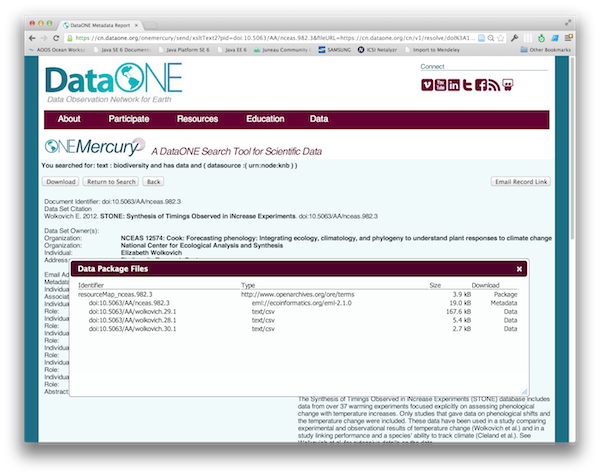 DataONE Metadata Report
https://cn.dataone.org/onemercury/send/xsltText2?pid=doi:10.5063/AA/nceas.982.3&fileURL=https://cn.dataone.org/cn/v1/resolve/doi%3A1
AOOS Ocean Worksp Java SE 6 Documen Java Platform SE 6 Java EE 6 Juneau Community SAMSUNG ICSI Netalyzr Import to Mendeley Other Bookmarks
DataONE
Data Observation Network for Earth
Connect
About Participate Resources Education Data
ONEMercury A DataONE Search Tool for Scientific Data
You searched for: text : biodiversity and has data and ( datasource :( urn:node:knb ) )
Download Return to Search Back Email Record Link
Document Identifier: doi:10.5063/AA/nceas.982.3
Data Set Citation
Wolkovich E. 2012. STONE: Synthesis of Timings Observed in iNcrease Experiments. doi:10.5063/AA/nceas.982.3
Data Set Owner(s):
Organization: NCEAS 12574: Cook: Forecasting phenology: Integrating ecology, climatology, and phylogeny to understand plant responses to climate change
Organization: National Center for Ecological Analysis and Synthesis
Individual: Elizabeth Wolkovich
Address:
Email Ad
Metadata
Individua
Associat
Individua
Role:
Individua
Role:
Individua
Role:
Individua
Role:
Individua
Role:
Individua
Role:
Abstract
Data Package Files
Identifier Type Size Download
resourceMap_nceas.982.3 http://www.openarchives.org/ore/terms 3.9 kB Package
doi:10.5063/AA/nceas.982.3 eml://ecoinformatics.org/eml-2.1.0 19.0 kB Metadata
doi:10.5063/AA/wolkovich.29.1 text/csv 167.6 kB Data
doi:10.5063/AA/wolkovich.28.1 text/csv 5.4 kB Data
doi:10.5063/AA/wolkovich.30.1 text/csv 2.7 kB Data
The Synthesis of Timings Observed in iNcrease Experiments (STONE) database includes
data from over 37 warming experiments focused explicitly on assessing phenological
change with temperature increases. Only studies that gave data on phenological shifts and
the temperature change were included. These data have been used in a study comparing
experimental and observational results of temperature change (Wolkovich et al.) and in a
study linking performance and a species' ability to track climate (Cleland et al.). See